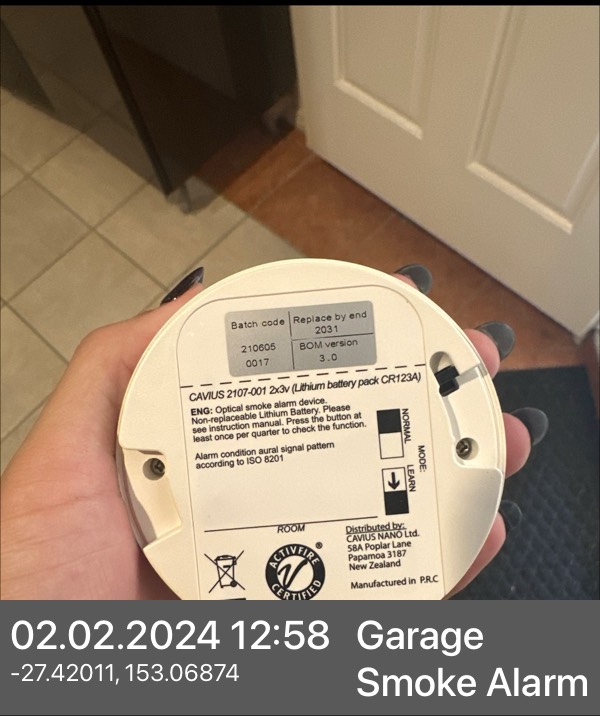 Batch code
Replace by end
2031
210605
0017
BOM version
3.0
CAVIUS 2107-001 2x3v (Lithium battery pack CR123A)
ENG: Optical smoke alarm device.
Non-replaceable Lithium Battery. Please
see instruction manual. Press the button at
least once per quarter to check the function.
Alarm condition aural signal pattern
according to ISO 8201
NORMAL
MODE:
LEARN
ROOM
Distributed by:
CAVIUS NANO Ltd.
58A Poplar Lane
Papamoa 3187
New Zealand
Manufactured in P.R.C
ACTIVFIRE ®
CERTIFIED
02.02.2024 12:58
-27.42011, 153.06874
Garage
Smoke Alarm